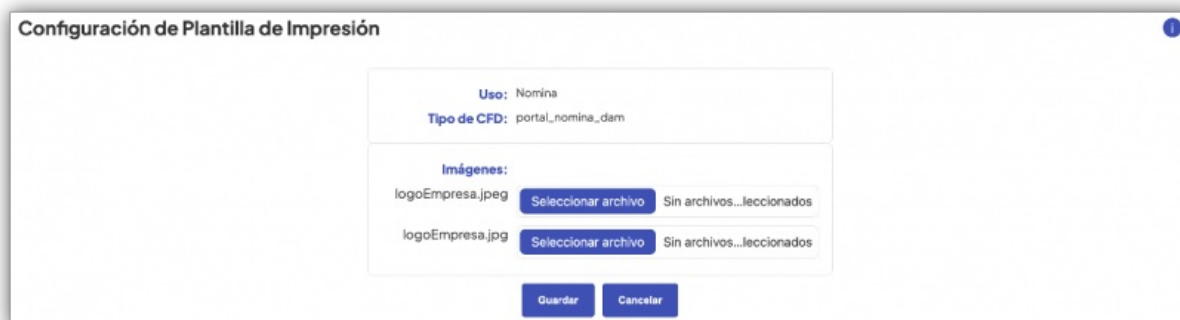 Configuración de Plantilla de Impresión
i
Uso: Nomina
Tipo de CFD: portal_nomina_dam
Imágenes:
logoEmpresa.jpeg Seleccionar archivo Sin archivos...leccionados
logoEmpresa.jpg Seleccionar archivo Sin archivos...leccionados
Guardar Cancelar